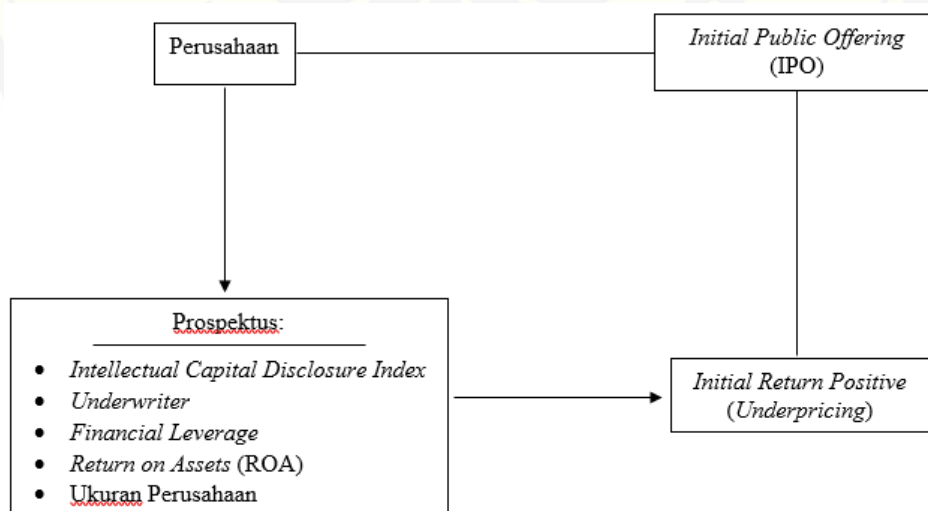 Perusahaan
Initial Public Offering
(IPO)
Prospektus:
• Intellectual Capital Disclosure Index
• Underwriter
• Financial Leverage
• Return on Assets (ROA)
• Ukuran Perusahaan
Initial Return Positive
(Underpricing)